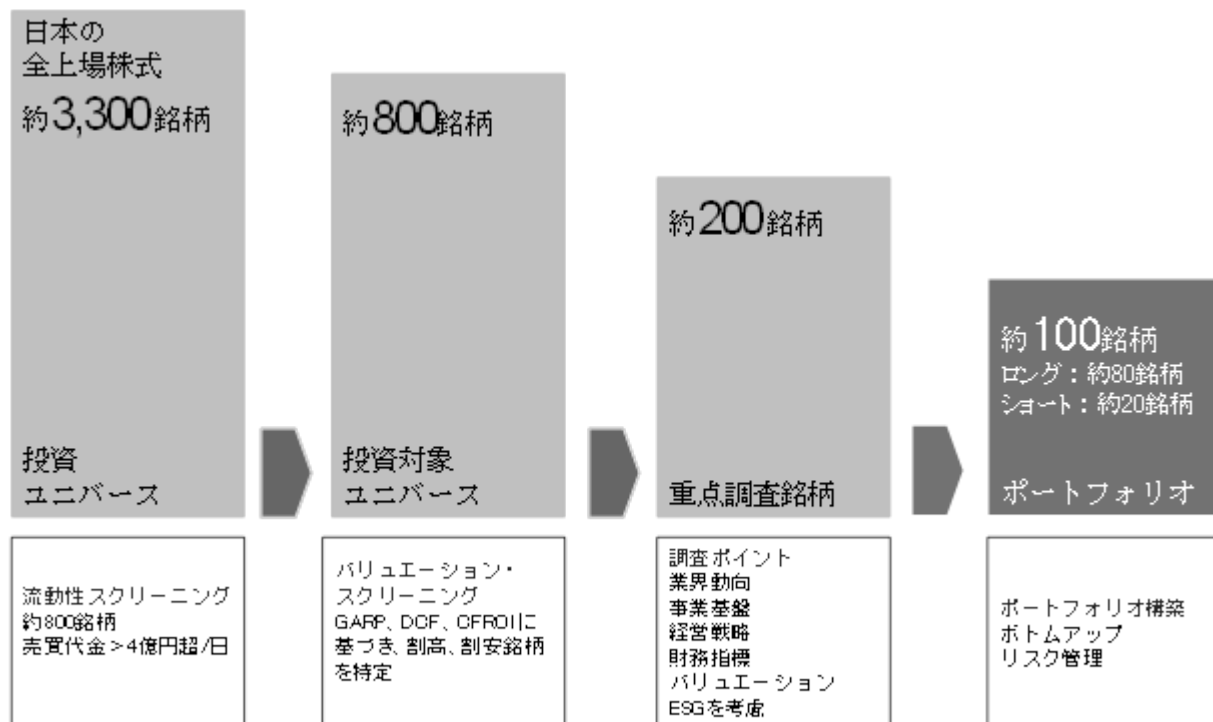 日本の
全上場株式
約3,300銘柄
投資
ユニバース
約800銘柄
投資対象
ユニバース
約200銘柄
重点調査銘柄
約100銘柄
ロング：約80銘柄
ショート：約20銘柄
ポートフォリオ
流動性スクリーニング
約800銘柄
売買代金＞4億円超/日
バリュエーション・
スクリーニング
GARP、DCF、CFROIに
基づき、割高、割安銘柄
を特定
調査ポイント
業界動向
事業基盤
経営戦略
財務指標
バリュエーション
ESGを考慮
ポートフォリオ構築
ボトムアップ
リスク管理